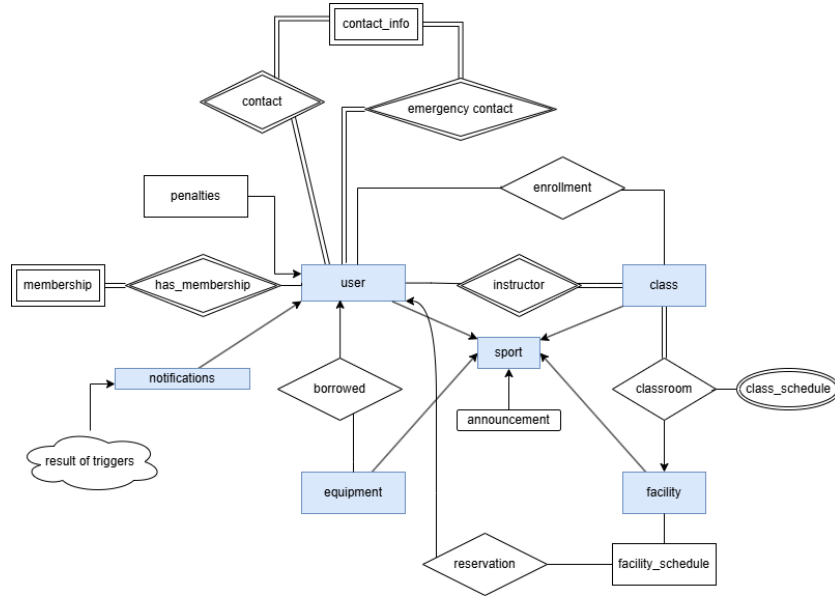 contact_info
contact
emergency contact
enrollment
penalties
membership
has_membership
user
instructor
class
sport
notifications
borrowed
classroom
class_schedule
announcement
result of triggers
equipment
facility
reservation
facility_schedule